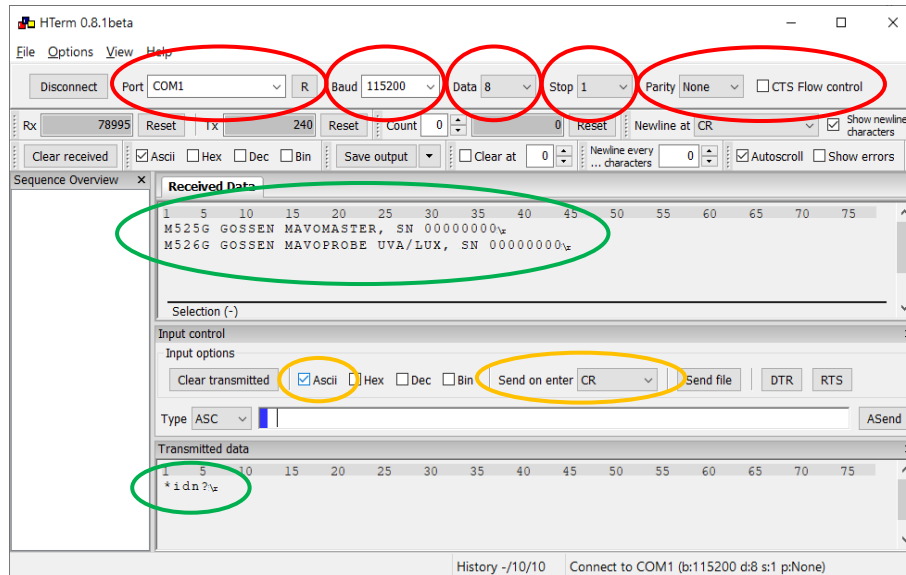 HTerm 0.8.1beta
File Options View Help
Disconnect Port COM1 R Baud 115200 Data 8 Stop 1 Parity None CTS Flow control
Rx 78995 Reset Tx 240 Reset Count 0 0 Reset Newline at CR Show newline characters
Clear received Ascii Hex Dec Bin Save output Clear at 0 Newline every ... characters 0 Autoscroll Show errors
Sequence Overview X Received Data
1 5 10 15 20 25 30 35 40 45 50 55 60 65 70 75
M525G GOSSEN MAVOMASTER, SN 00000000\r
M526G GOSSEN MAVOPROBE UVA/LUX, SN 00000000\r
Selection (-)
Input control
Input options
Clear transmitted Ascii Hex Dec Bin Send on enter CR Send file DTR RTS
Type ASC ASend
Transmitted data
1 5 10 15 20 25 30 35 40 45 50 55 60 65 70 75
*idn?\r
History -/10/10 Connect to COM1 (b:115200 d:8 s:1 p:None)